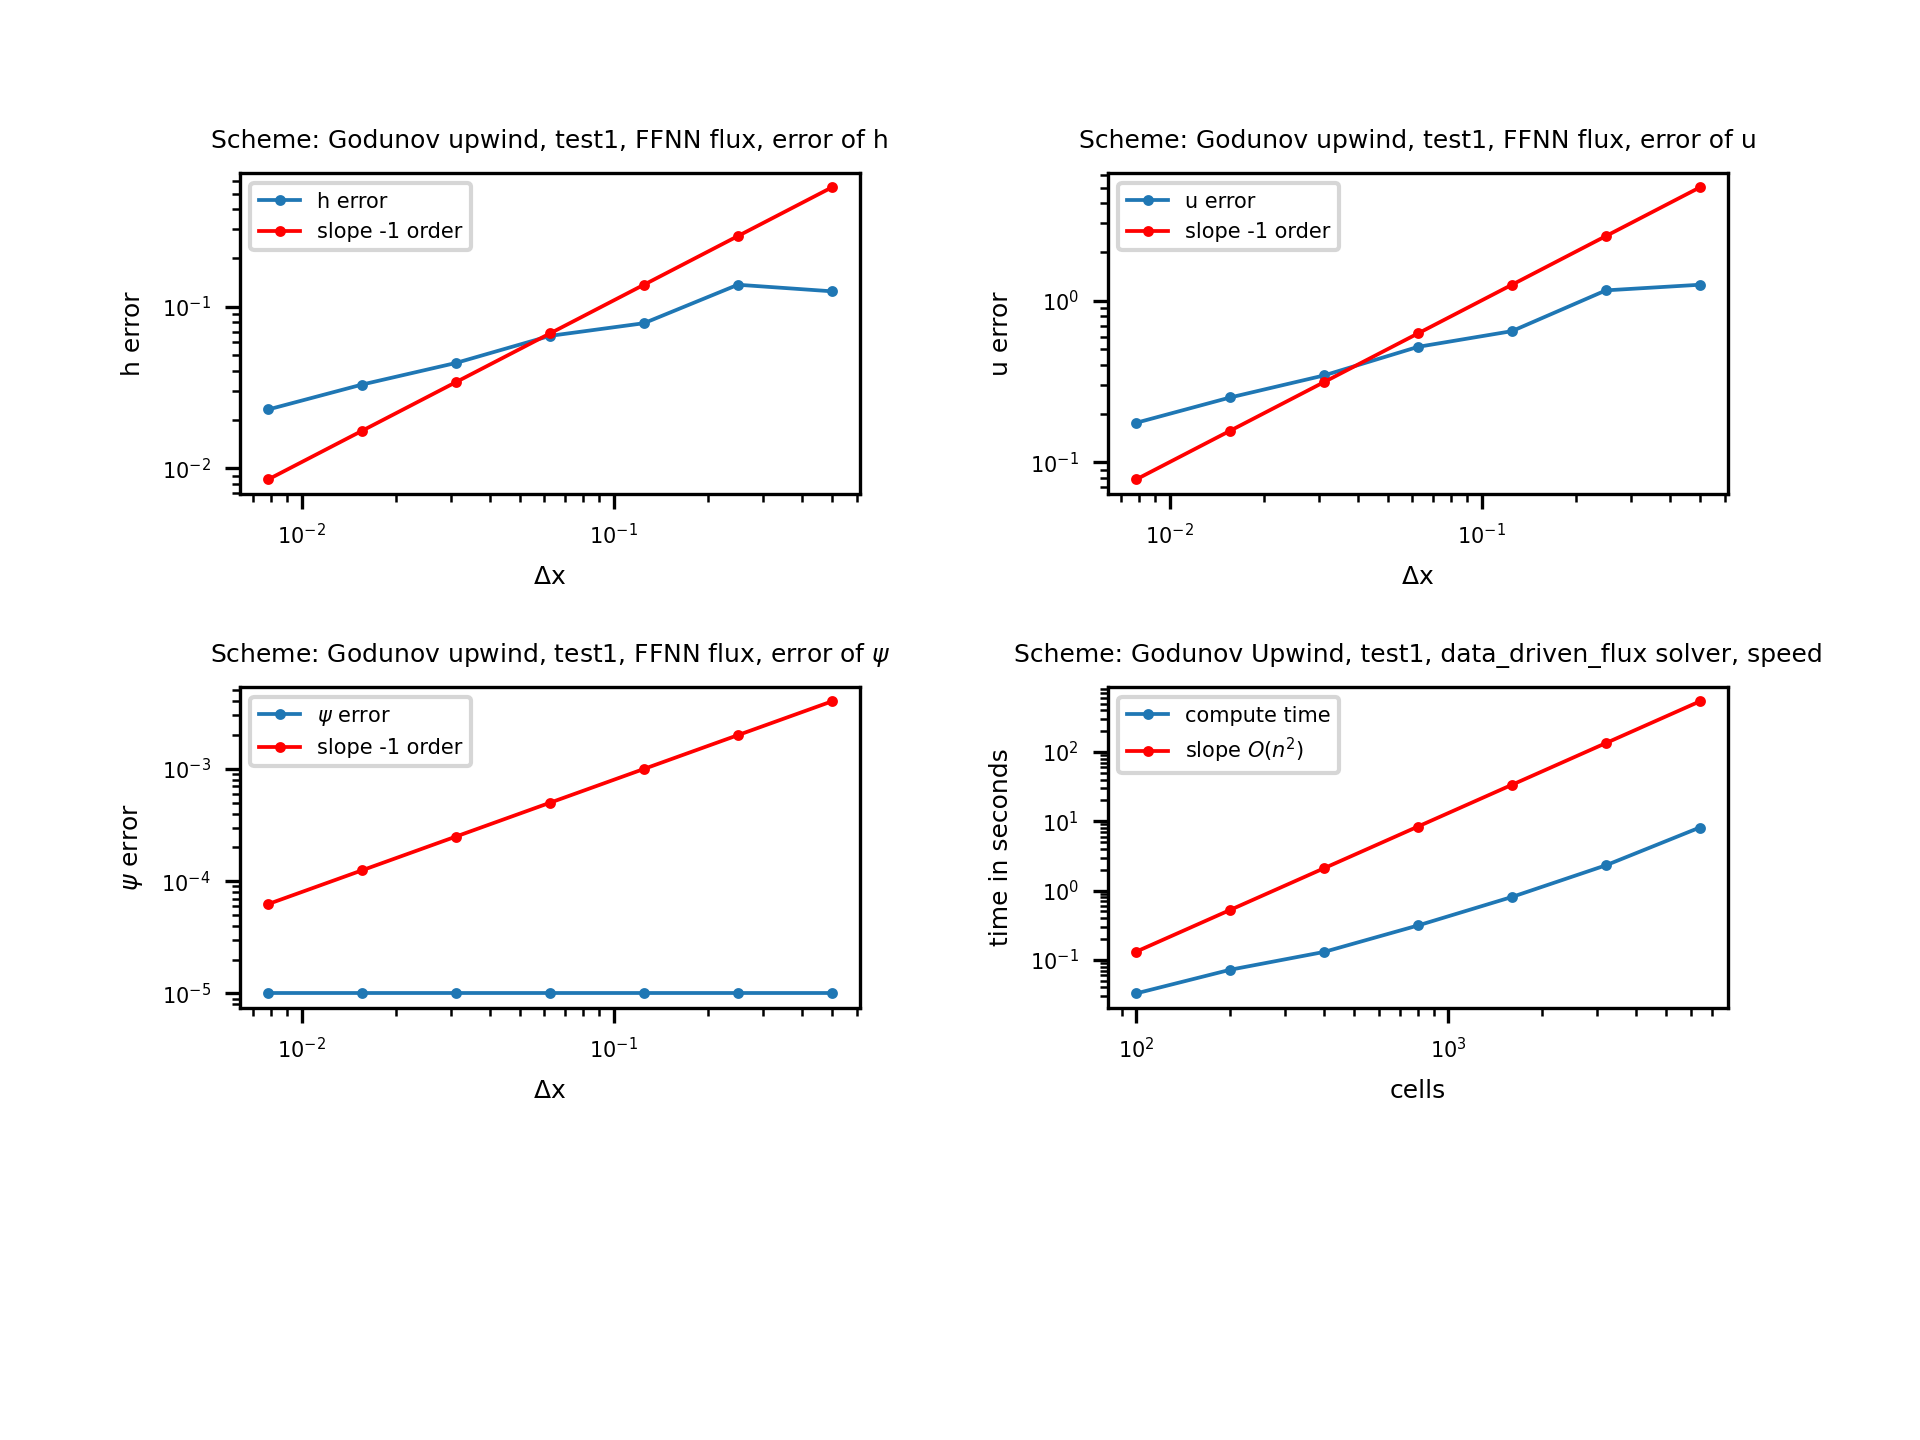 Scheme: Godunov upwind, test1, FFNN flux, error of h
h error
slope -1 order
h error
10⁻¹
10⁻²
10⁻² 10⁻¹
Δx
Scheme: Godunov upwind, test1, FFNN flux, error of u
u error
slope -1 order
u error
10⁰
10⁻¹
10⁻² 10⁻¹
Δx
Scheme: Godunov upwind, test1, FFNN flux, error of ψ
ψ error
slope -1 order
ψ error
10⁻³
10⁻⁴
10⁻⁵
10⁻² 10⁻¹
Δx
Scheme: Godunov Upwind, test1, data_driven_flux solver, speed
compute time
slope O(n²)
time in seconds
10²
10¹
10⁰
10⁻¹
10² 10³
cells